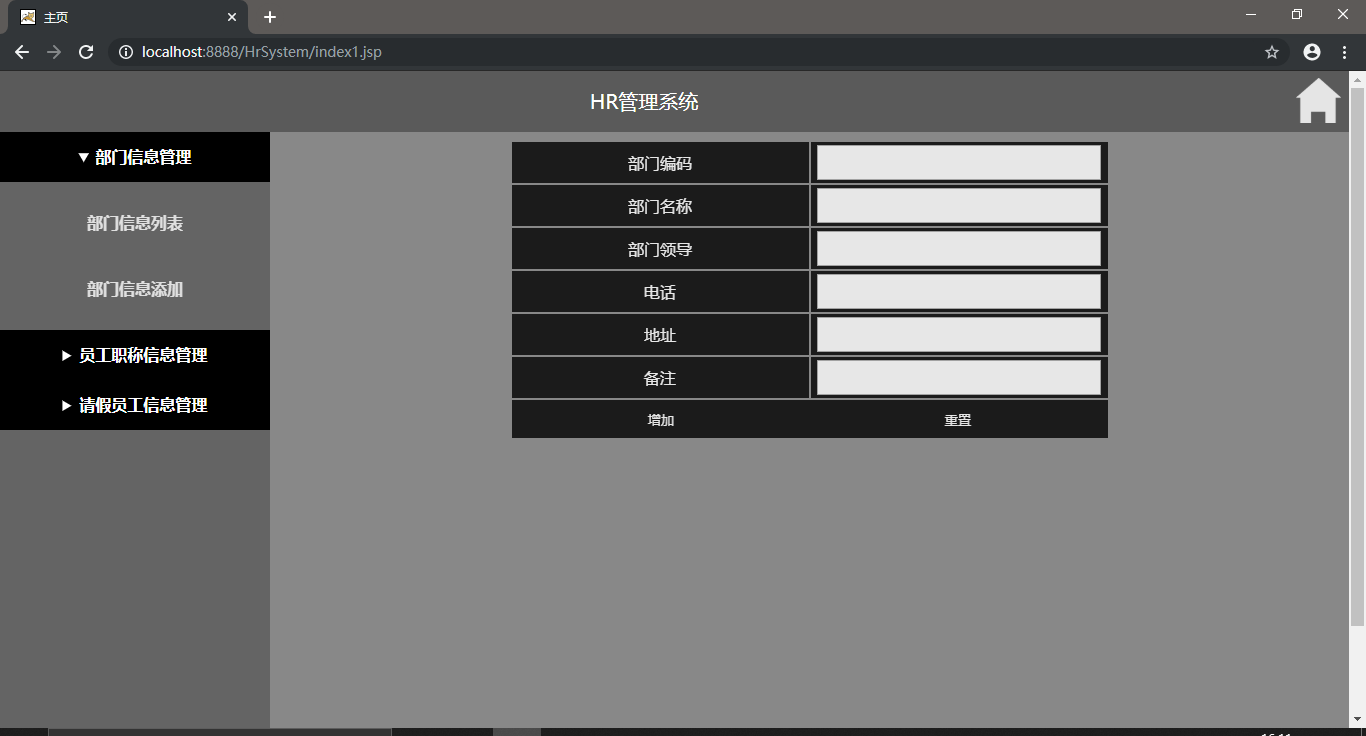 主页
localhost:8888/HrSystem/index1.jsp
HR管理系统
▼ 部门信息管理
部门信息列表
部门信息添加
▶ 员工职称信息管理
▶ 请假员工信息管理
部门编码
部门名称
部门领导
电话
地址
备注
增加 重置